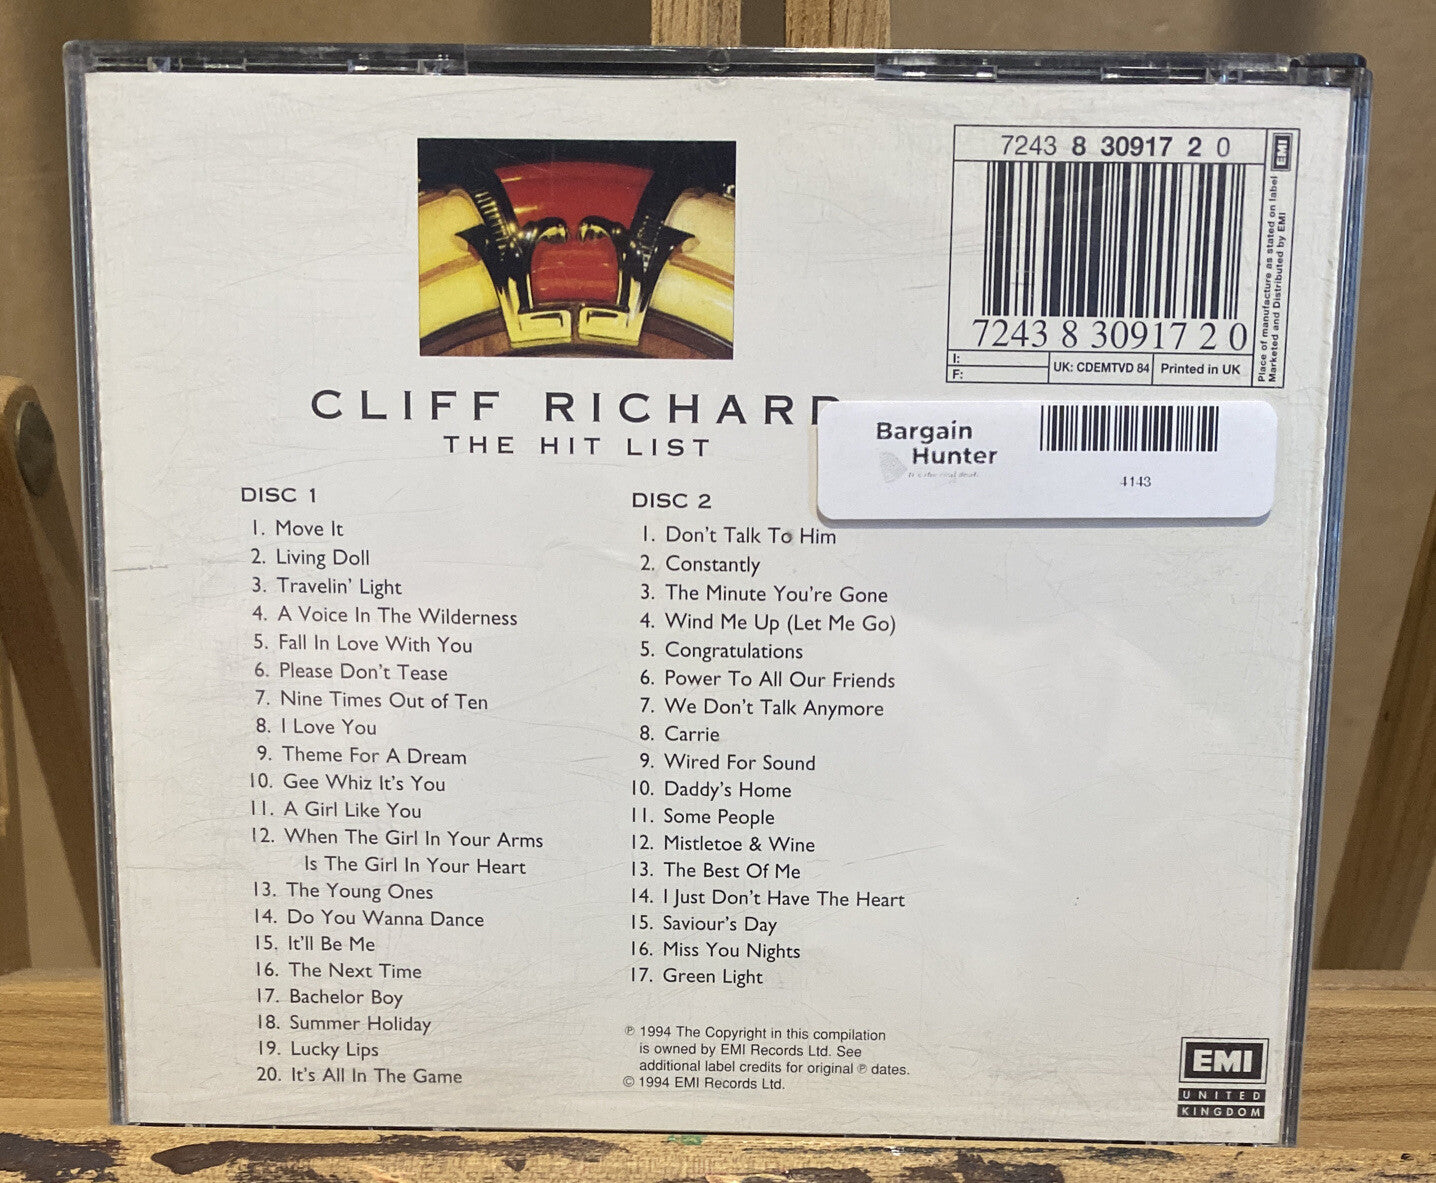 7243 8 30917 2 0
EMI
7243 8 30917 2 0
Place of manufacture as stated on label
Marketed and Distributed by EMI
I:
F:
UK: CDEMTVD 84
Printed in UK
CLIFF RICHARD
THE HIT LIST
Bargain
Hunter
4143
DISC 1
1. Move It
2. Living Doll
3. Travelin' Light
4. A Voice In The Wilderness
5. Fall In Love With You
6. Please Don't Tease
7. Nine Times Out of Ten
8. I Love You
9. Theme For A Dream
10. Gee Whiz It's You
11. A Girl Like You
12. When The Girl In Your Arms
Is The Girl In Your Heart
13. The Young Ones
14. Do You Wanna Dance
15. It'll Be Me
16. The Next Time
17. Bachelor Boy
18. Summer Holiday
19. Lucky Lips
20. It's All In The Game
DISC 2
1. Don't Talk To Him
2. Constantly
3. The Minute You're Gone
4. Wind Me Up (Let Me Go)
5. Congratulations
6. Power To All Our Friends
7. We Don't Talk Anymore
8. Carrie
9. Wired For Sound
10. Daddy's Home
11. Some People
12. Mistletoe & Wine
13. The Best Of Me
14. I Just Don't Have The Heart
15. Saviour's Day
16. Miss You Nights
17. Green Light
℗ 1994 The Copyright in this compilation
is owned by EMI Records Ltd. See
additional label credits for original ℗ dates.
© 1994 EMI Records Ltd.
EMI
UNITED
KINGDOM